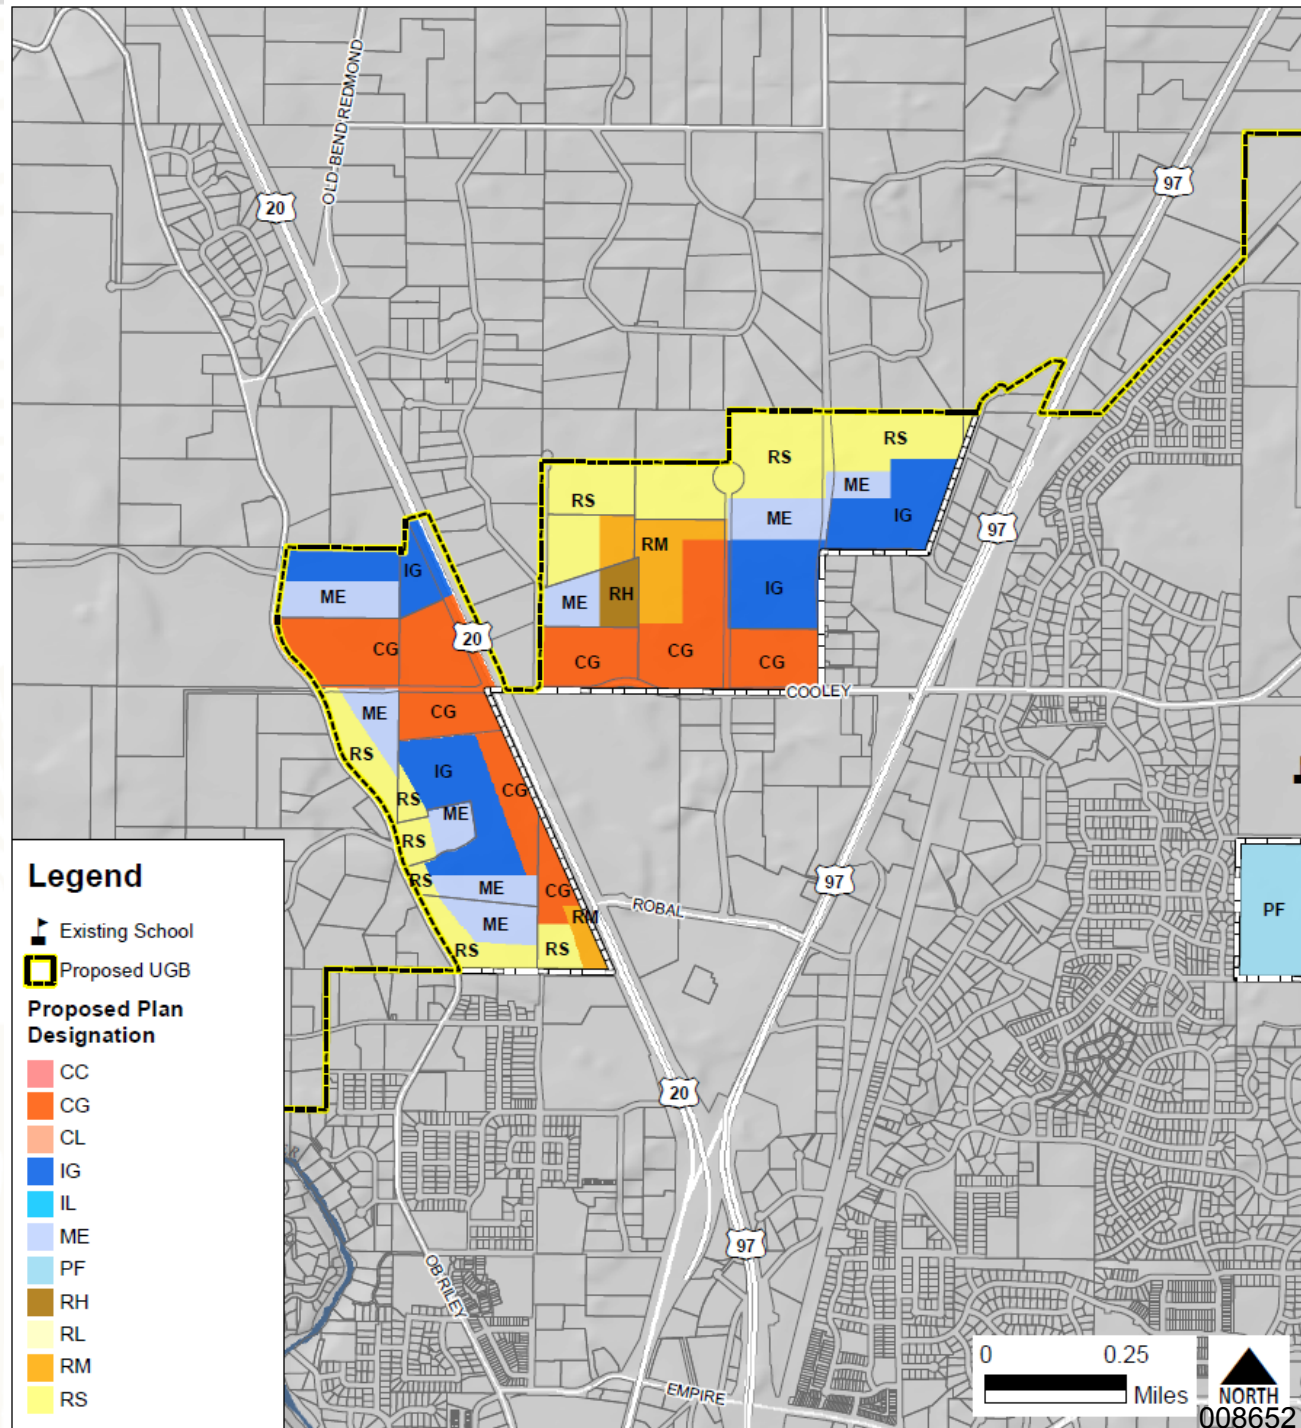 OLD BEND REDMOND
97
20
RS
RS
ME
RS
ME
IG
97
RM
IG
IG
RH
ME
ME
20
CG
CG
CG
CG
COOLEY
ME
CG
RS
IG
CG
RS
ME
RS
97
RS
ME
CG
ROBAL
PF
RM
ME
RS
RS
Legend
Existing School
Proposed UGB
Proposed Plan
Designation
CC
CG
CL
IG
IL
ME
PF
RH
RL
RM
RS
20
97
OB RILEY
EMPIRE
0 0.25
Miles
NORTH
008652